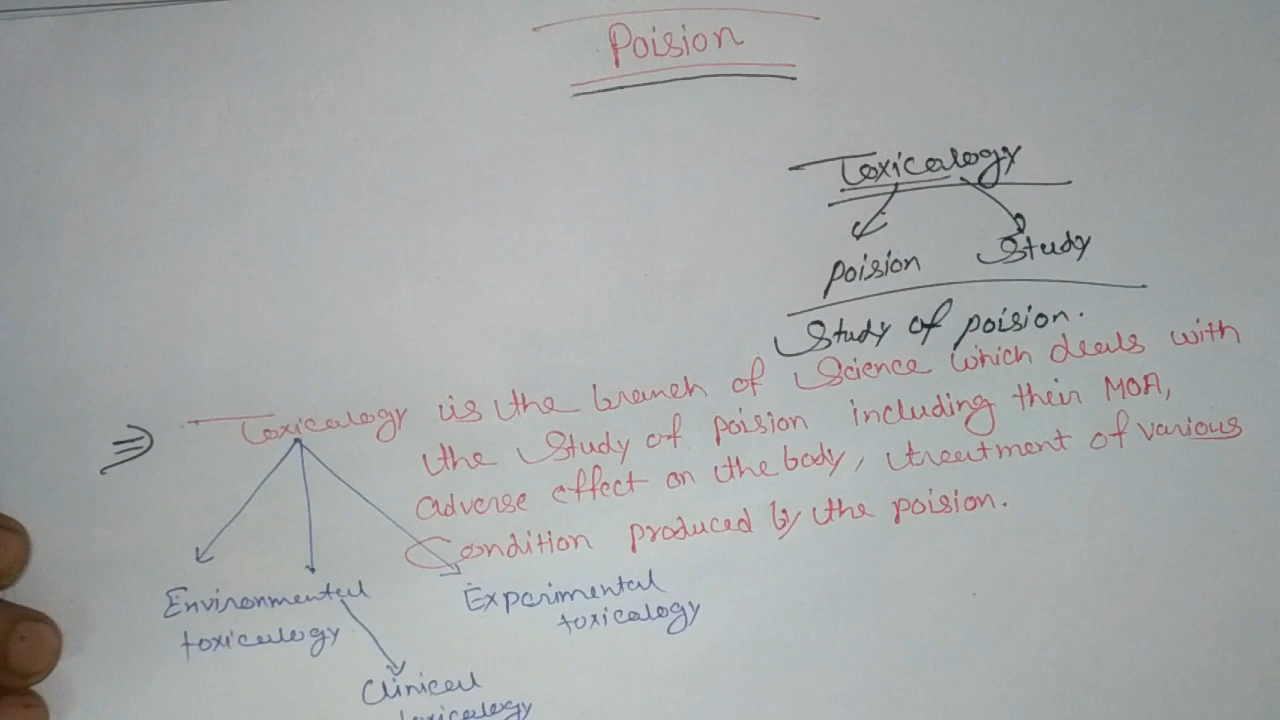 Poision
Toxicalogy
poision Study
Study of poision.
⇒ Toxicalogy is the branch of Science which deals with
the Study of poision including their MOA,
adverse effect on the body, treatment of various
Condition produced by the poision.
Environmental
toxicalogy
Experimental
toxicalogy
Clinical
toxicalogy